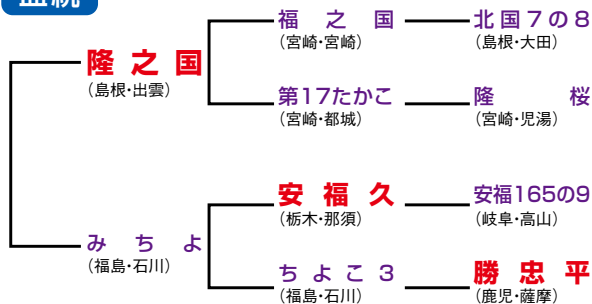 血統
隆之国
(島根・出雲)
福之国
(宮崎・宮崎)
北国7の8
(島根・大田)
第17たかこ
(宮崎・都城)
隆桜
(宮崎・児湯)
みちよ
(福島・石川)
安福久
(栃木・那須)
安福165の9
(岐阜・高山)
ちよこ3
(福島・石川)
勝忠平
(鹿児・薩摩)